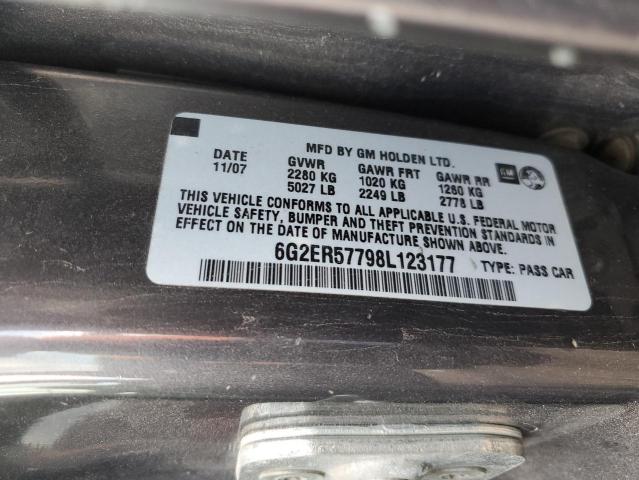 MFD BY GM HOLDEN LTD.
DATE GVWR GAWR FRT GAWR RR GM
11/07 2280 KG 1020 KG 1260 KG
5027 LB 2249 LB 2778 LB
THIS VEHICLE CONFORMS TO ALL APPLICABLE U.S. FEDERAL MOTOR
VEHICLE SAFETY, BUMPER AND THEFT PREVENTION STANDARDS IN
EFFECT ON THE DATE OF MANUFACTURE SHOWN ABOVE.
6G2ER57798L123177
TYPE: PASS CAR